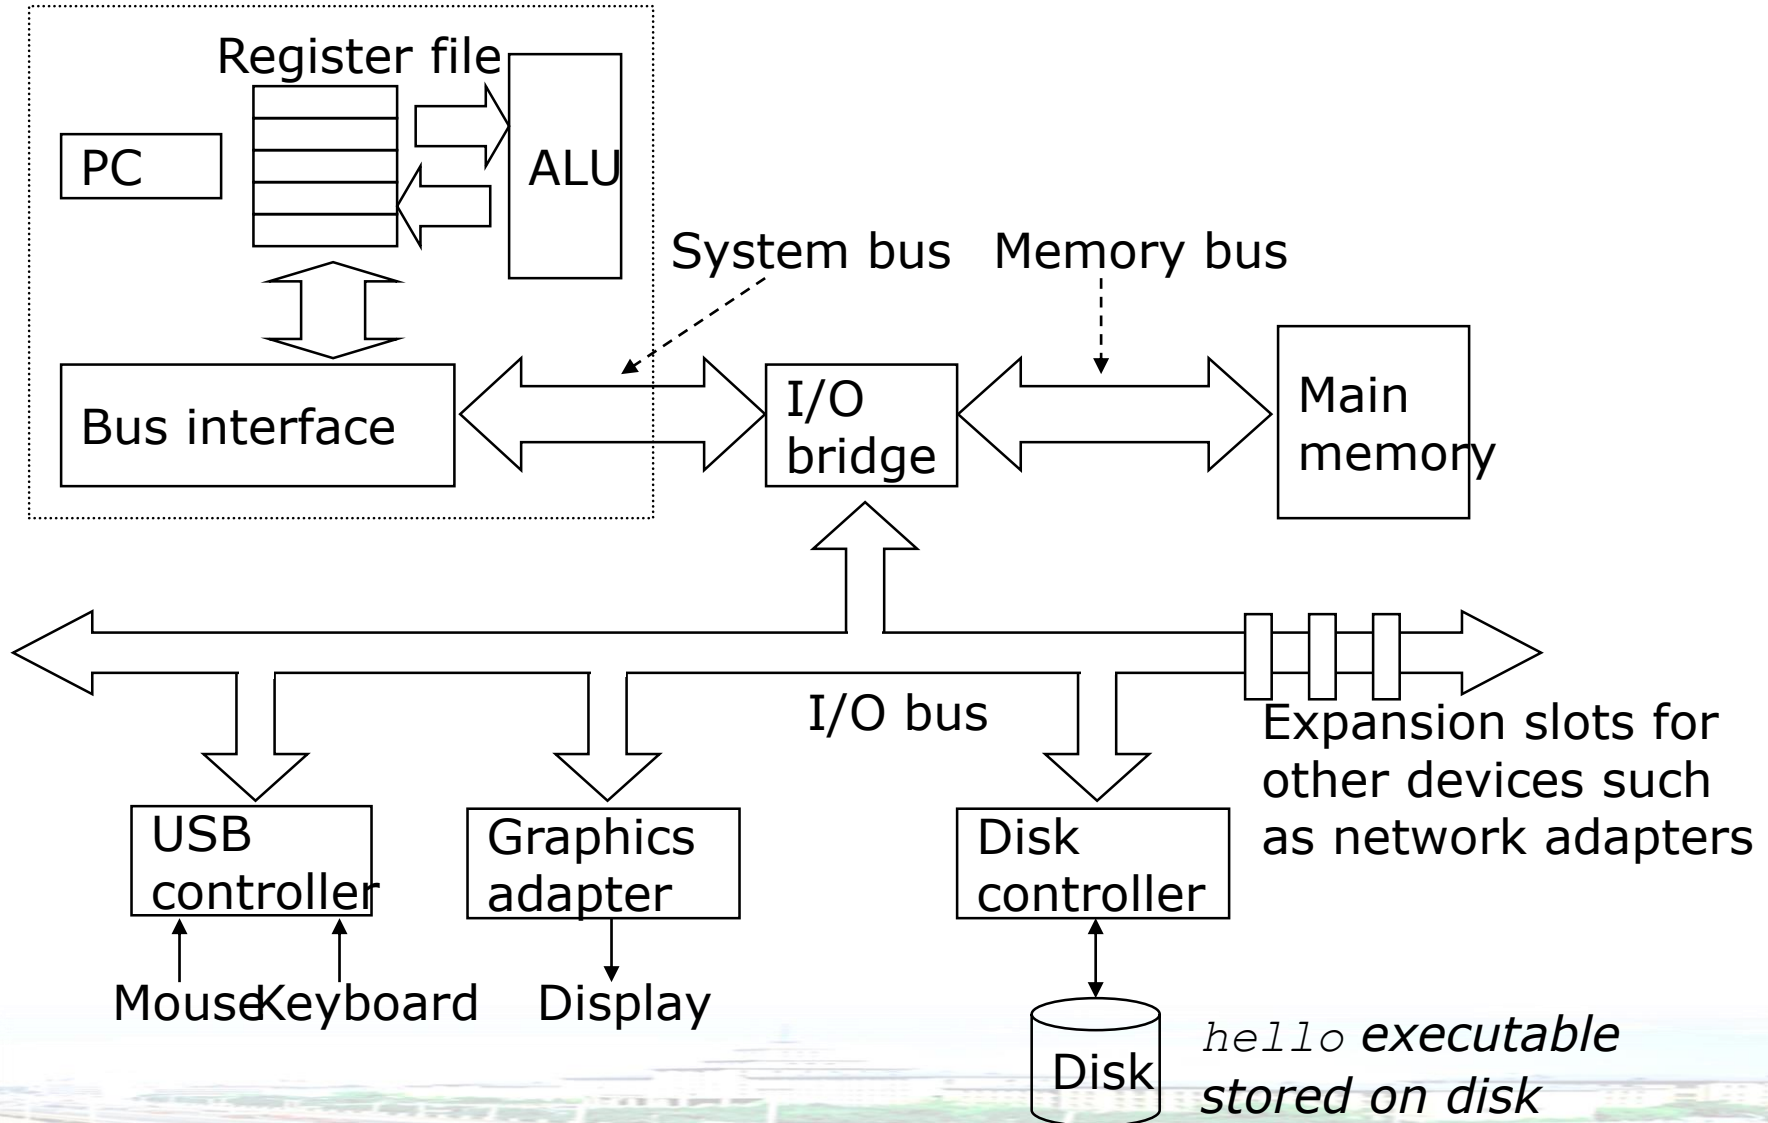 Register file
PC
ALU
System bus
Memory bus
Bus interface
I/O
bridge
Main
memory
I/O bus
Expansion slots for
other devices such
as network adapters
USB
controller
Graphics
adapter
Disk
controller
Mouse
Keyboard
Display
Disk
hello executable
stored on disk